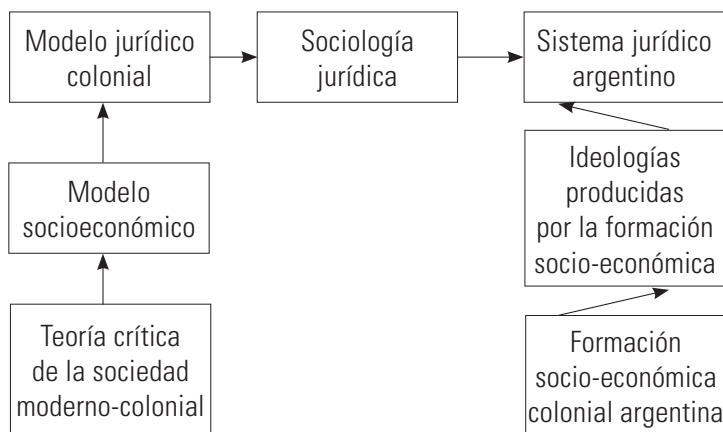 Modelo jurídico
colonial
Sociología
jurídica
Sistema jurídico
argentino
Modelo
socioeconómico
Ideologías
producidas
por la formación
socio-económica
Teoría crítica
de la sociedad
moderno-colonial
Formación
socio-económica
colonial argentina